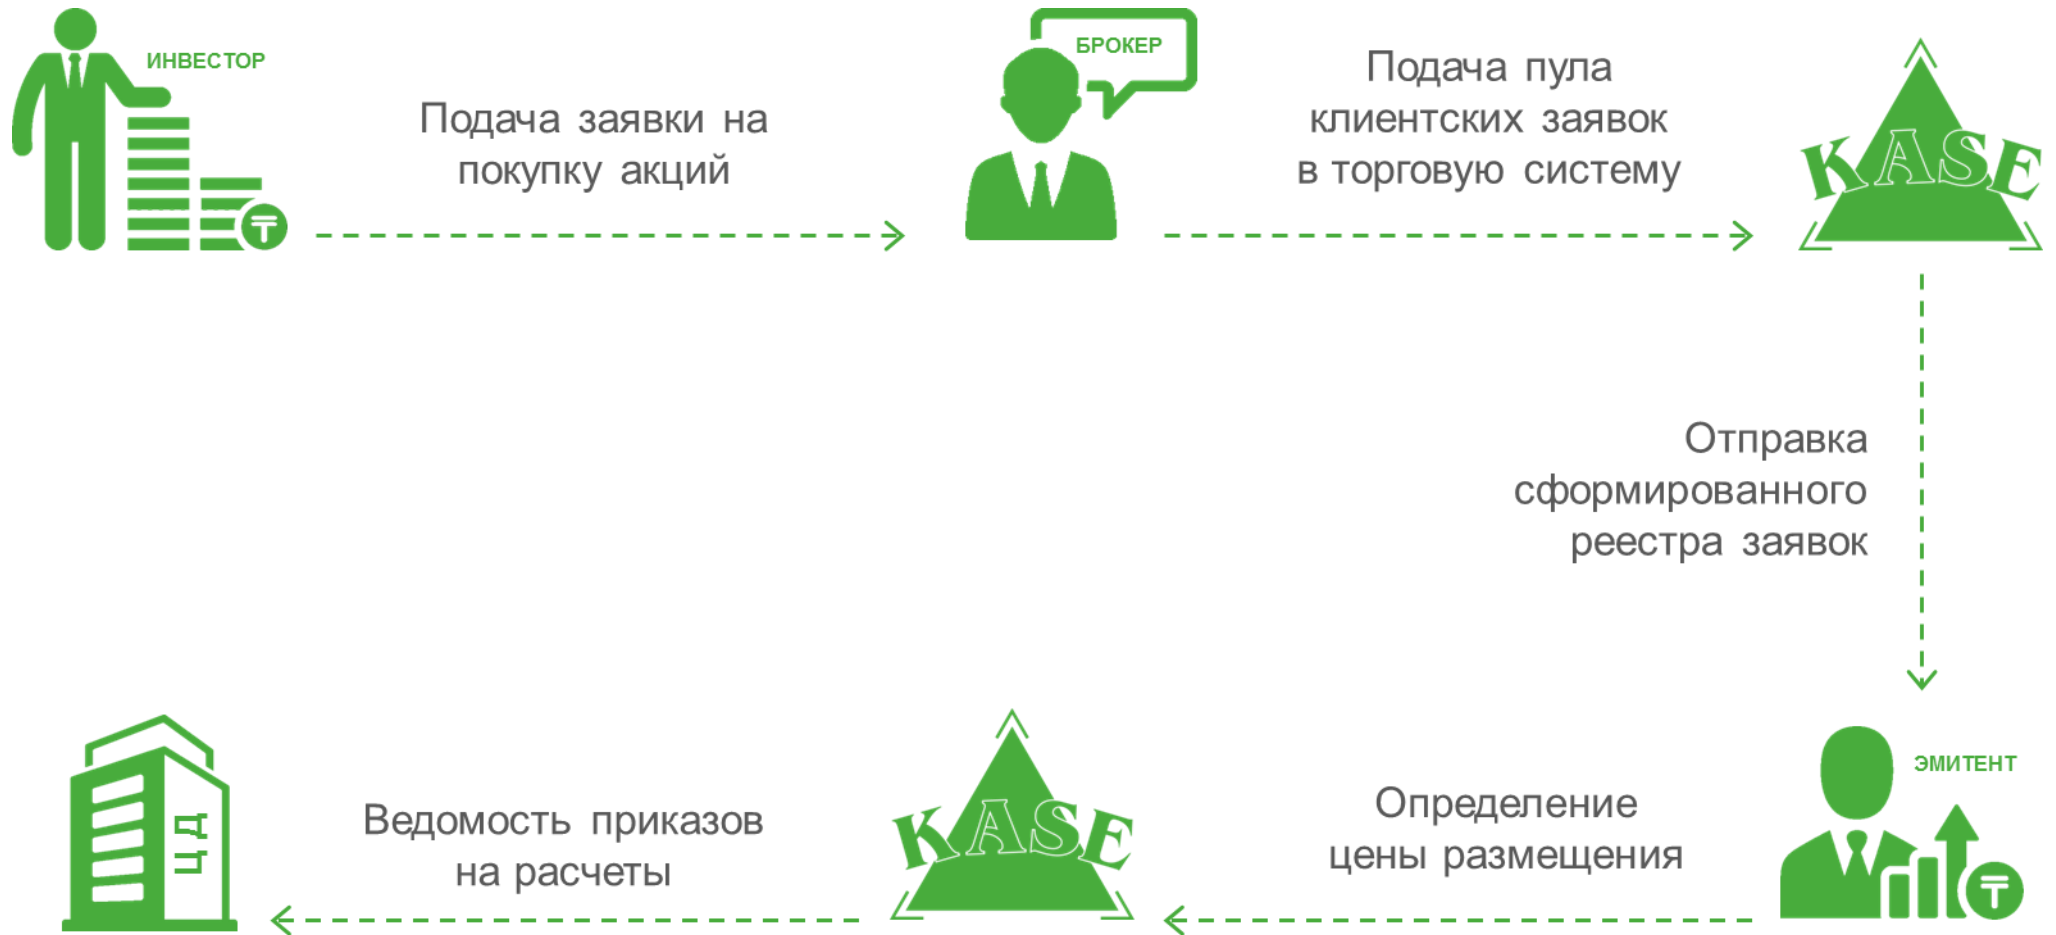 ИНВЕСТОР
Подача заявки на
покупку акций
БРОКЕР
Подача пула
клиентских заявок
в торговую систему
KASE
Отправка
сформированного
реестра заявок
ЭМИТЕНТ
₸
₸
Определение
цены размещения
KASE
Ведомость приказов
на расчеты
ЦД